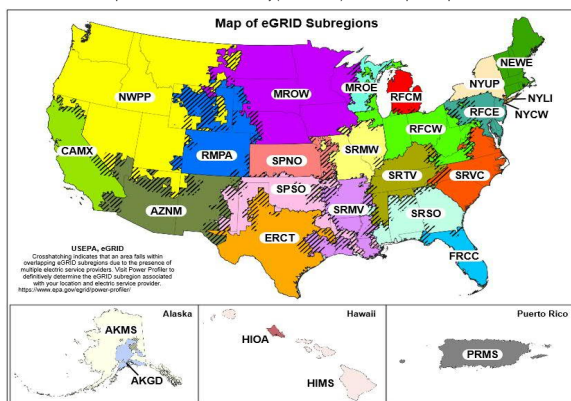 Map of eGRID Subregions
NWPP
MROW
MROE
RFCM
NYUP
NEWE
NYLI
NYCW
RFCE
RFCW
CAMX
RMPA
SPNO
SRMW
SRTV
SRVC
AZNM
SPSO
SRMV
SRSO
ERCT
FRCC
USEPA, eGRID
Crosshatching indicates that an area falls within
overlapping eGRID subregions due to the presence of
multiple electric service providers. Visit Power Profiler to
definitively determine the eGRID subregion associated
with your location and electric service provider.
https://www.epa.gov/egrid/power-profiler/
Alaska
AKMS
AKGD
Hawaii
HIOA
HIMS
Puerto Rico
PRMS